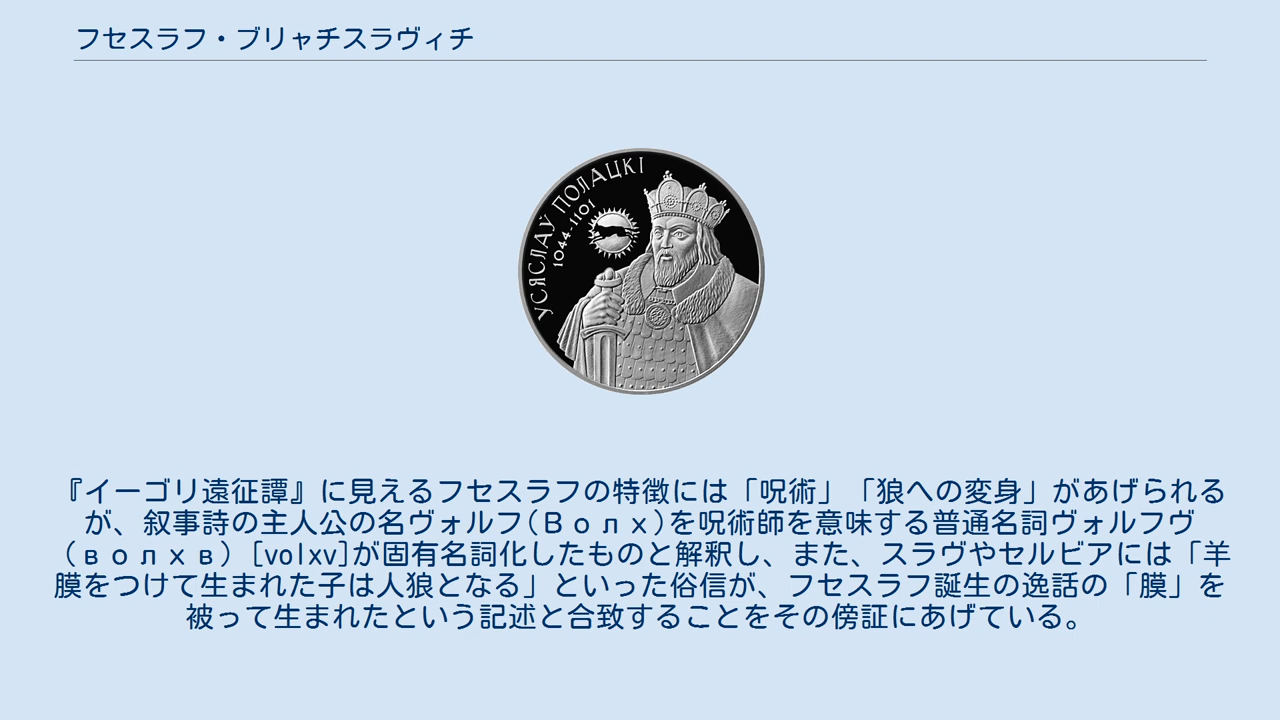 フセスラフ・ブリャチスラヴィチ
УСЯСЛАЎ ПОЛАЦКІ
1044-1101
『イーゴリ遠征譚』に見えるフセスラフの特徴には「呪術」「狼への変身」があげられる
が、叙事詩の主人公の名ヴォルフ(Ｂｏлｘ)を呪術師を意味する普通名詞ヴォルフヴ
（ｖｏлｘｖ）[volxv]が固有名詞化したものと解釈し、また、スラヴやセルビアには「羊
膜をつけて生まれた子は人狼となる」といった俗信が、フセスラフ誕生の逸話の「膜」を
被って生まれたという記述と合致することをその傍証にあげている。